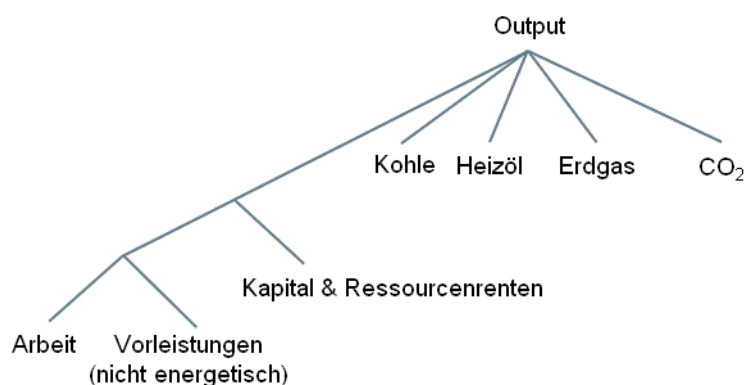 Output
Kohle Heizöl Erdgas CO₂
Kapital & Ressourcenrenten
Arbeit Vorleistungen
(nicht energetisch)